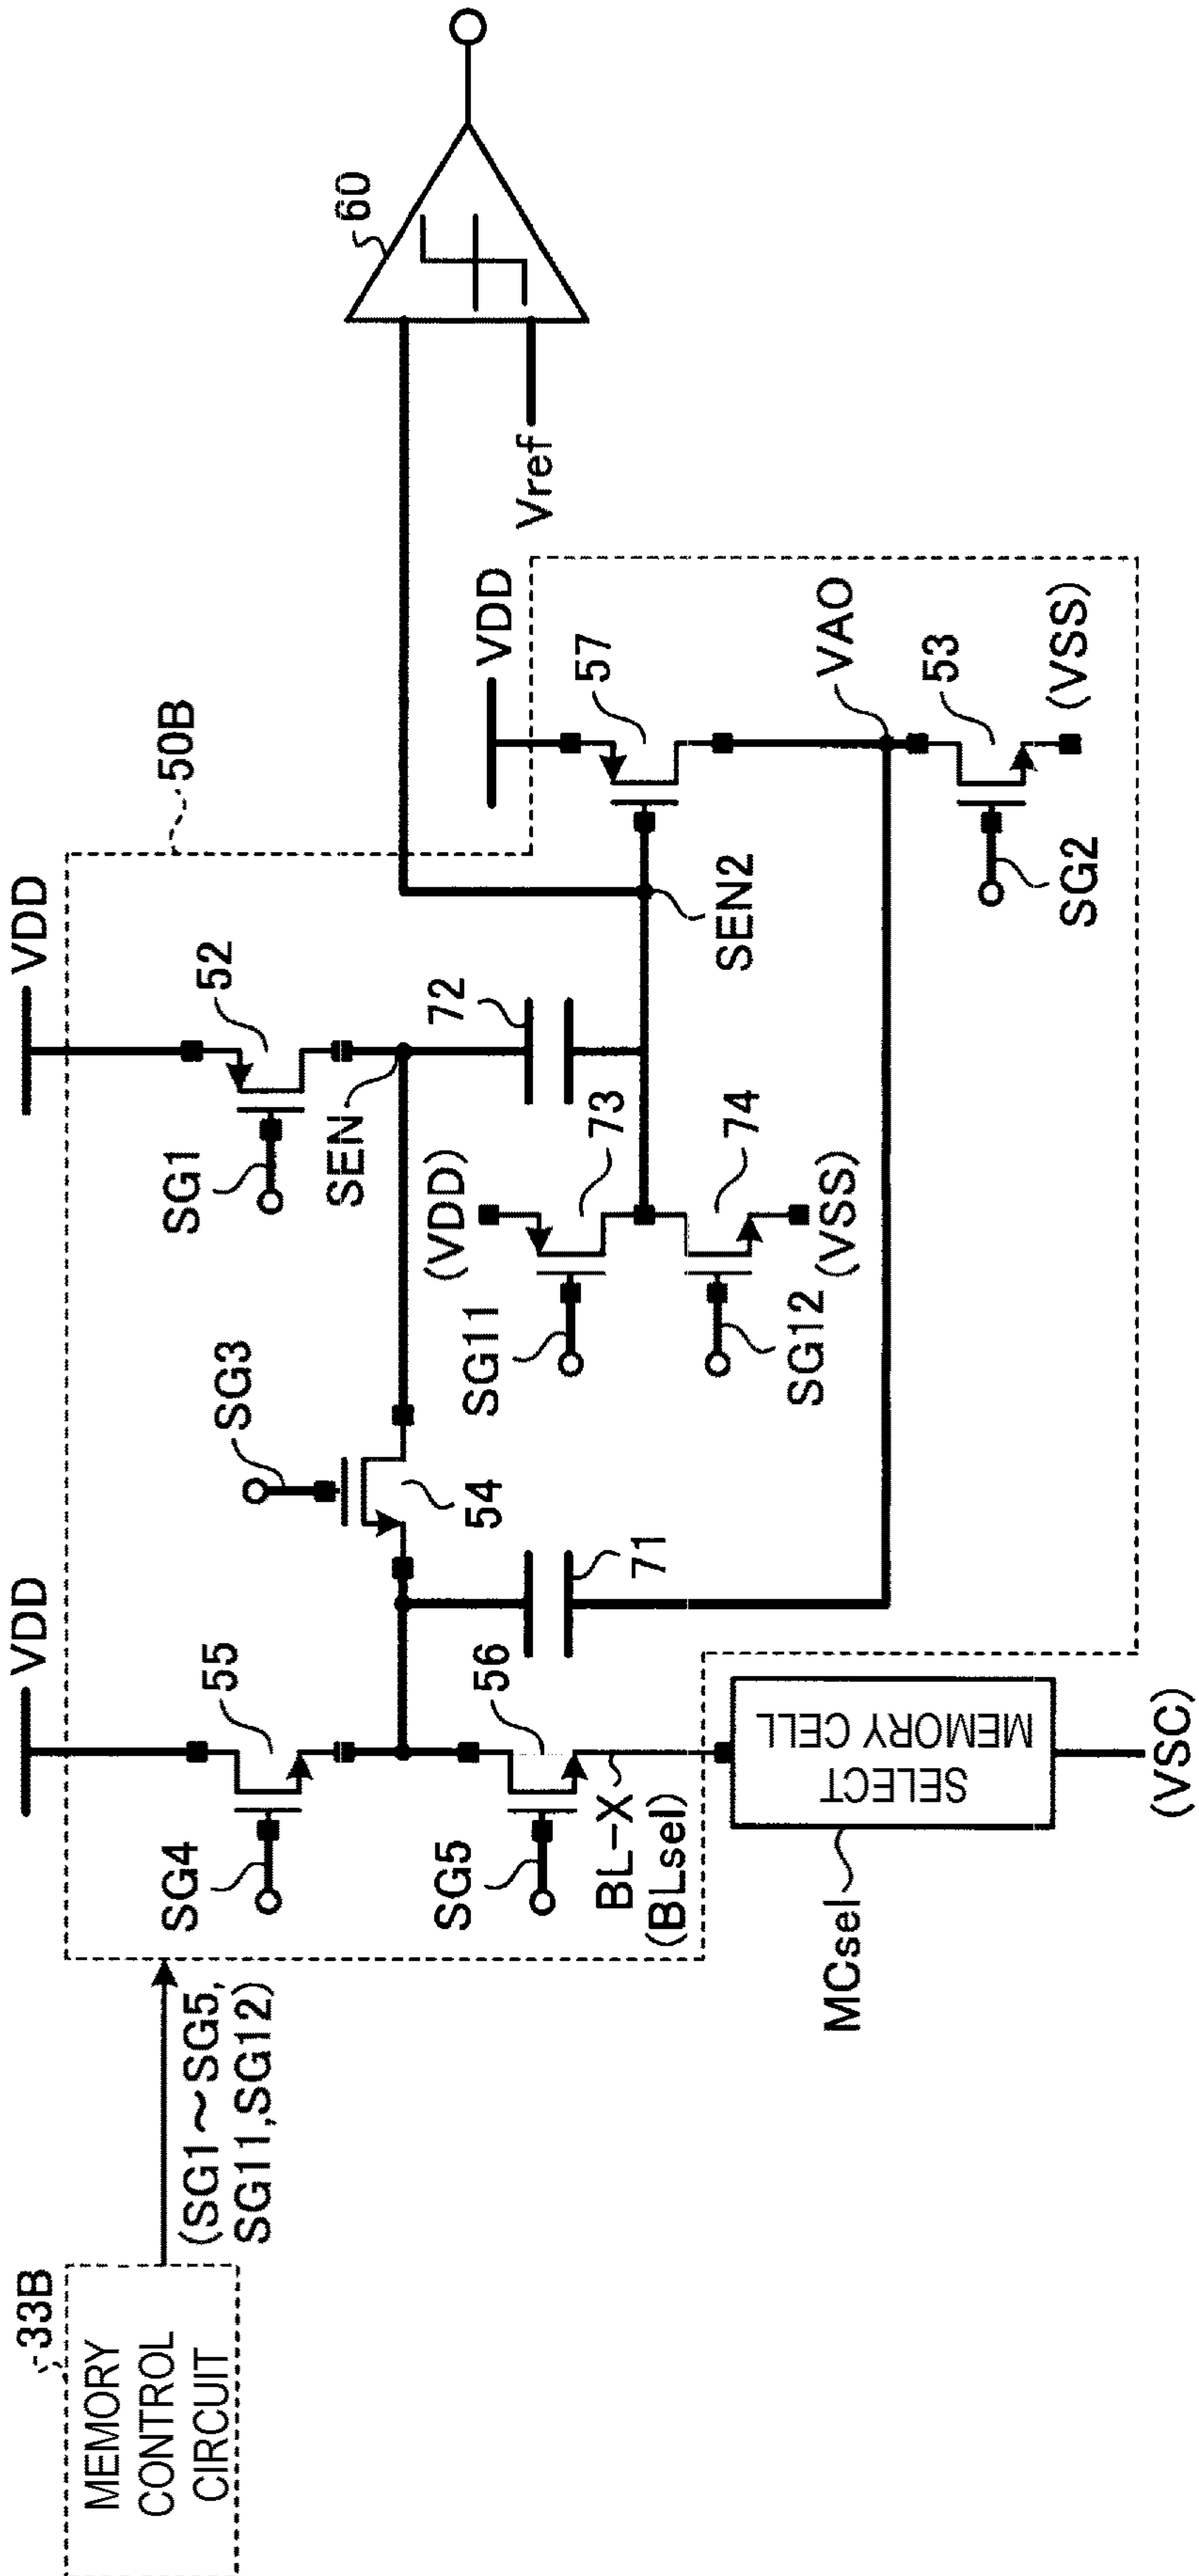 33B
MEMORY
CONTROL
CIRCUIT
(SG1～SG5,
SG11,SG12)
VDD
VDD
50B
SG4
55
SG3
54
SG1
52
SEN
60
Vref
SG5
56
BL-X
(BLsel)
71
72
(VDD)
SG11
73
SG12
74
(VSS)
SEN2
VDD
57
VAO
53
SG2
(VSS)
MCsel
SELECT
MEMORY CELL
(VSC)